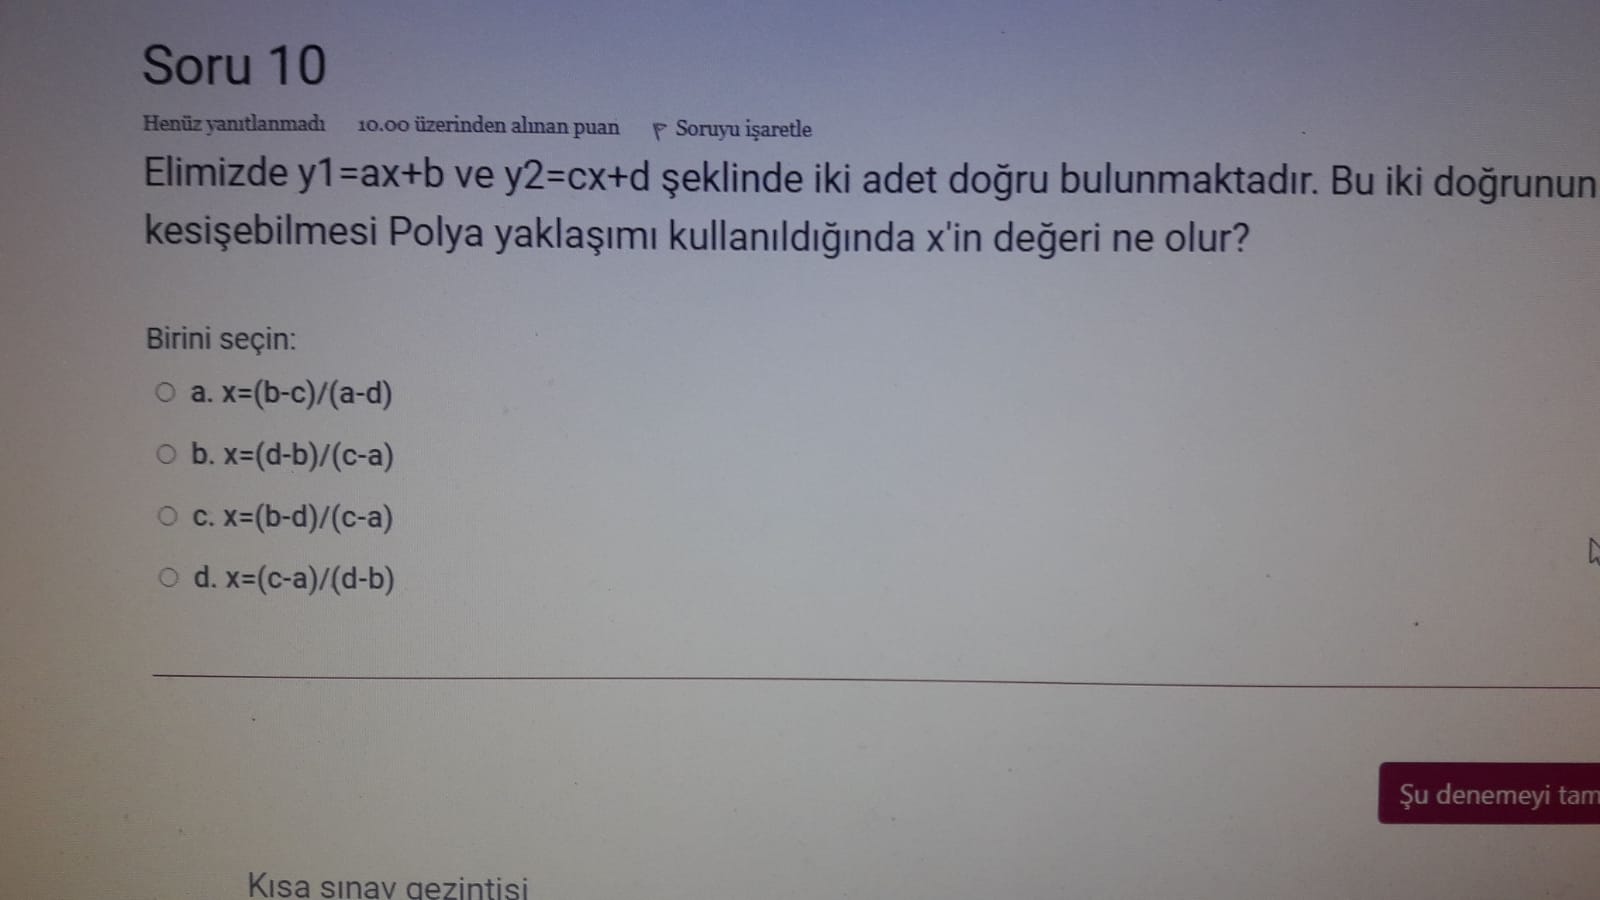 Soru 10
Henüz yanıtlanmadı 10.00 üzerinden alınan puan Soruyu işaretle
Elimizde y1=ax+b ve y2=cx+d şeklinde iki adet doğru bulunmaktadır. Bu iki doğrunun
kesişebilmesi Polya yaklaşımı kullanıldığında x'in değeri ne olur?
Birini seçin:
a. x=(b-c)/(a-d)
b. x=(d-b)/(c-a)
c. x=(b-d)/(c-a)
d. x=(c-a)/(d-b)
Şu denemeyi tam
Kısa sınav gezintisi